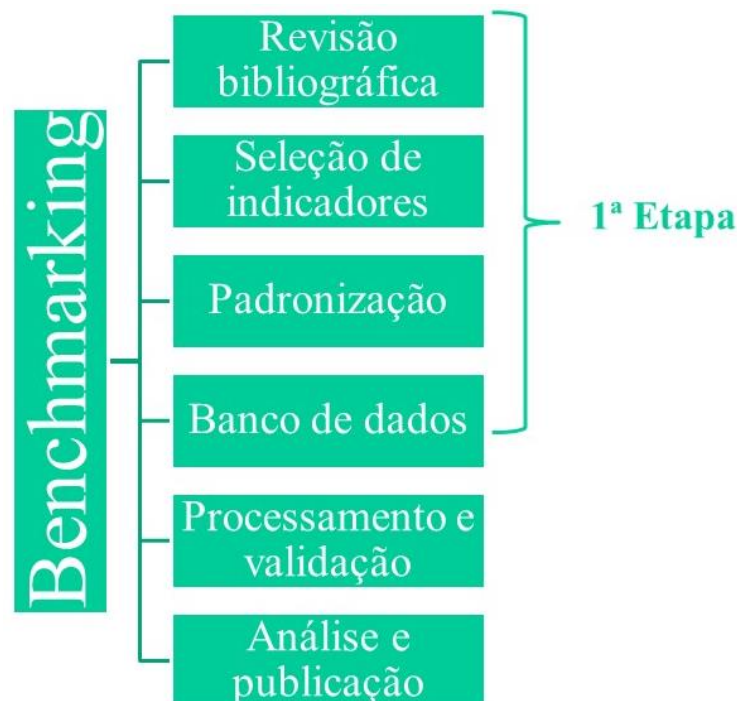 Benchmarking
Revisão
bibliográfica
Seleção de
indicadores
Padronização
Banco de dados
Processamento e
validação
Análise e
publicação
1ª Etapa